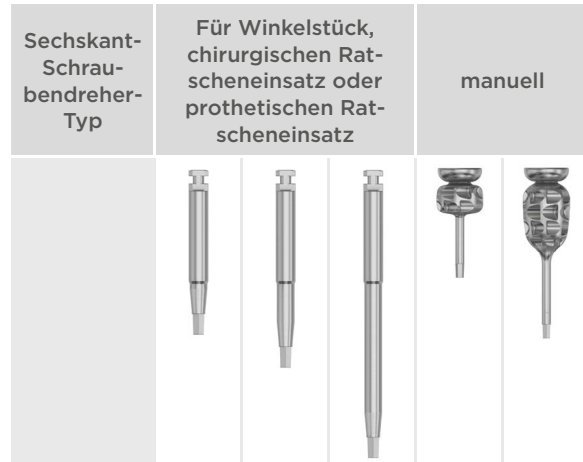 Sechskant-
Schrau-
bendreher-
Typ
Für Winkelstück,
chirurgischen Rat-
scheneinsatz oder
prothetischen Rat-
scheneinsatz
manuell